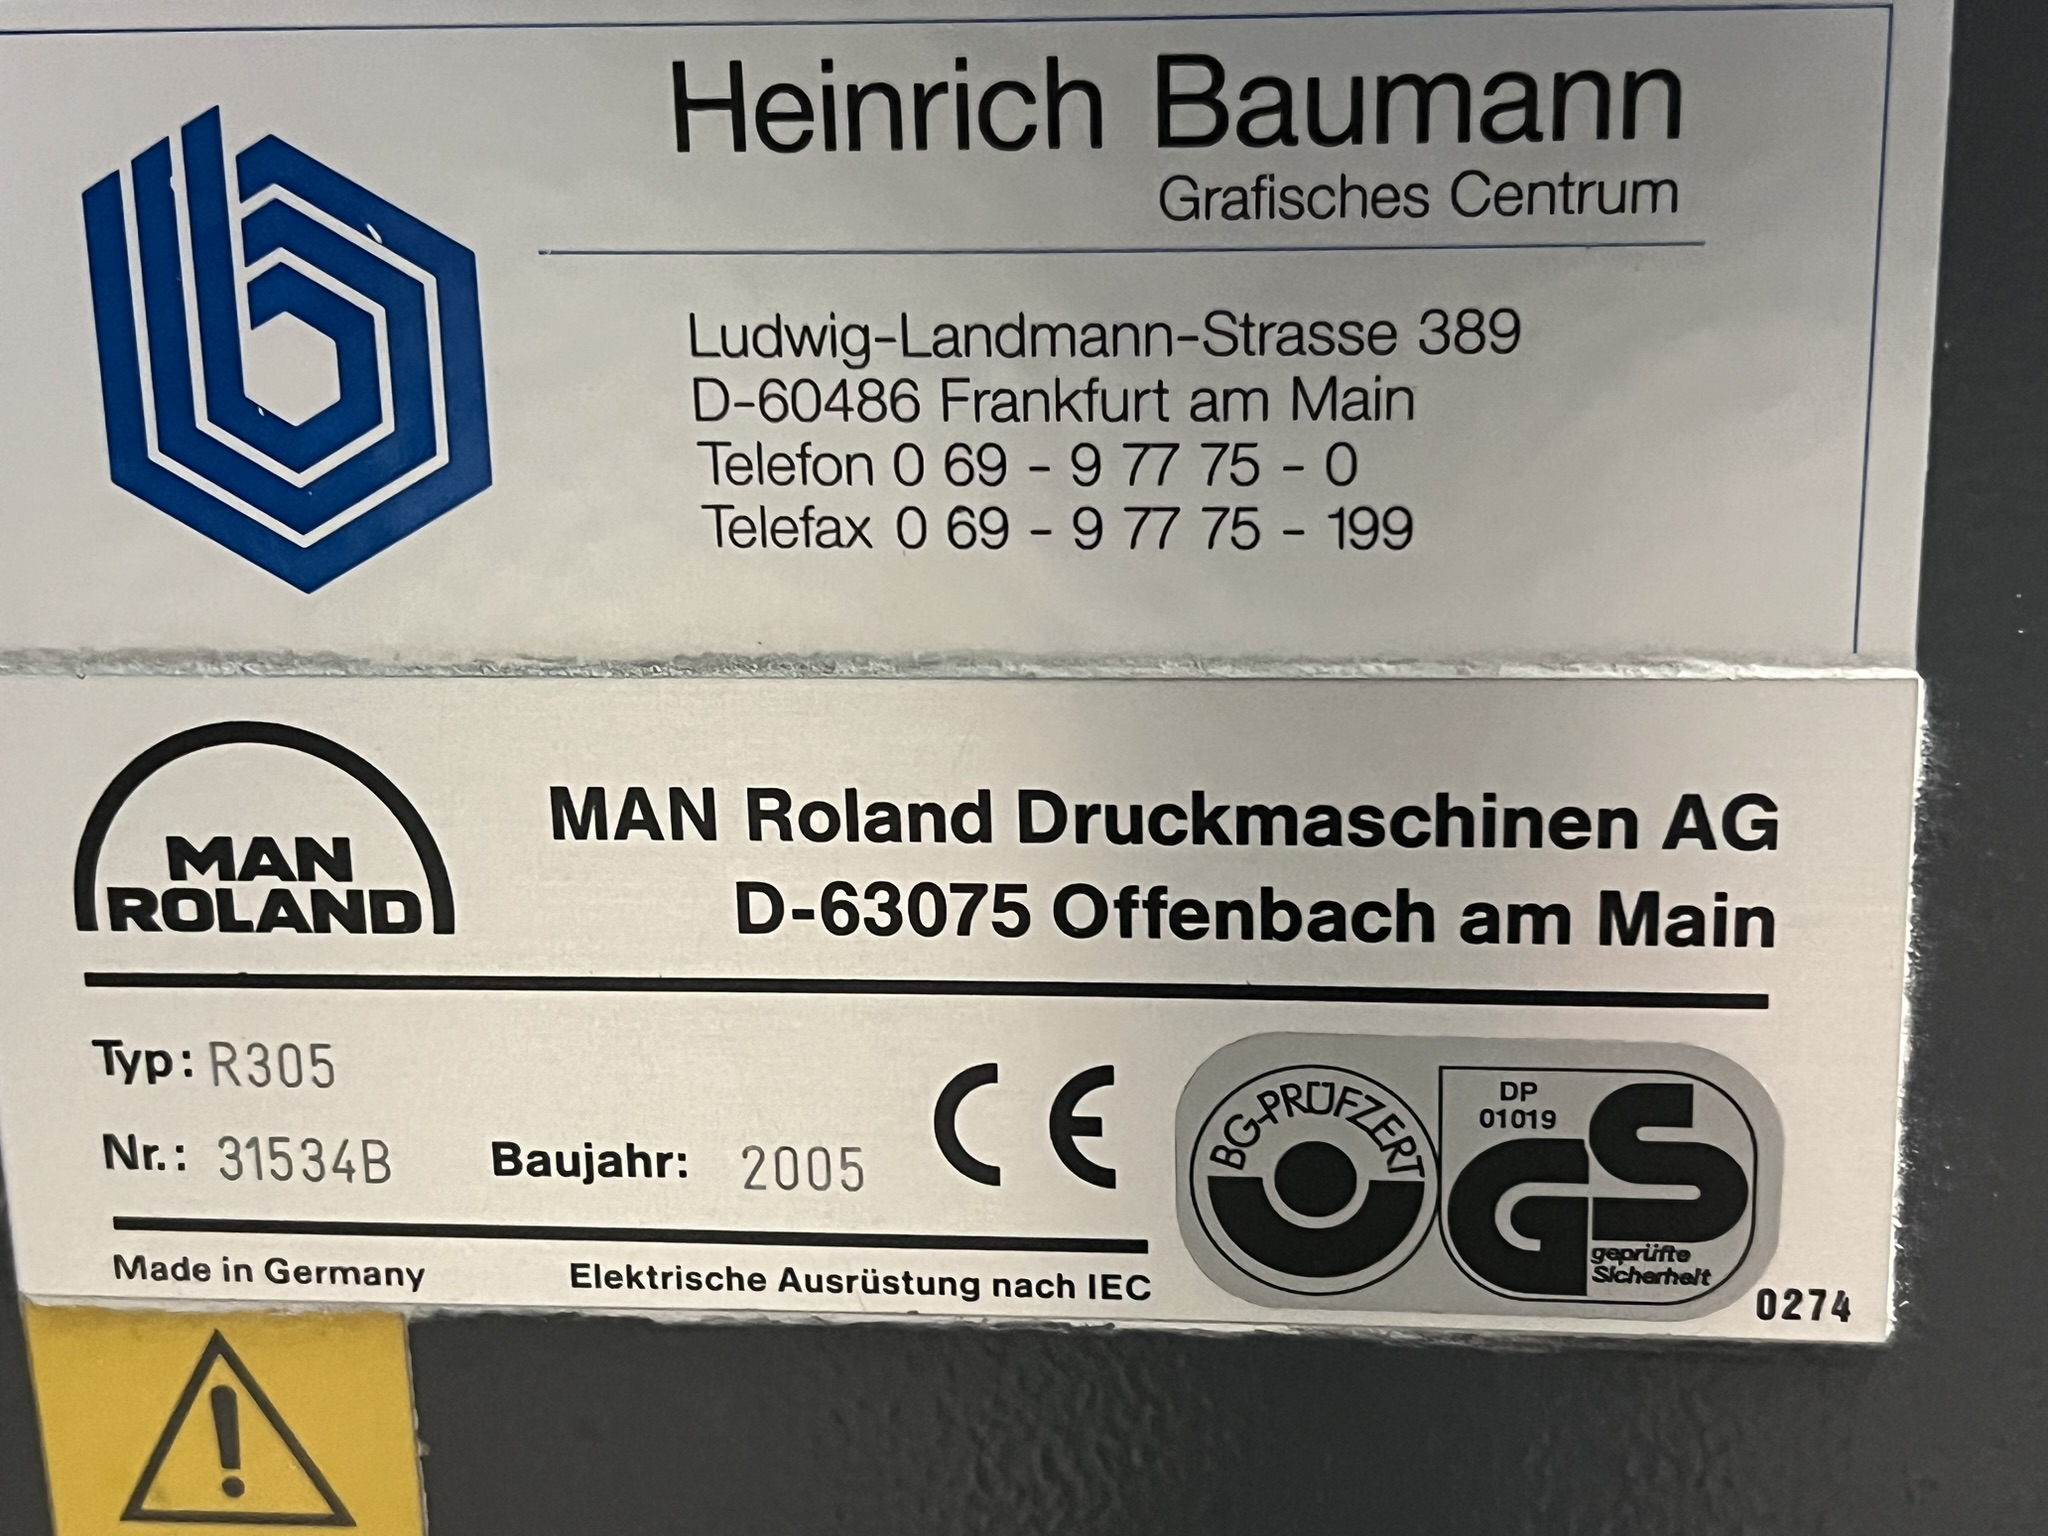 Heinrich Baumann
Grafisches Centrum
Ludwig-Landmann-Strasse 389
D-60486 Frankfurt am Main
Telefon 0 69 - 9 77 75 - 0
Telefax 0 69 - 9 77 75 - 199
MAN
ROLAND
MAN Roland Druckmaschinen AG
D-63075 Offenbach am Main
Typ: R305
Nr.: 31534B
Baujahr: 2005
CE
BG-PRÜFZERT
DP
01019
GS
geprüfte
Sicherheit
Made in Germany
Elektrische Ausrüstung nach IEC
0274
!